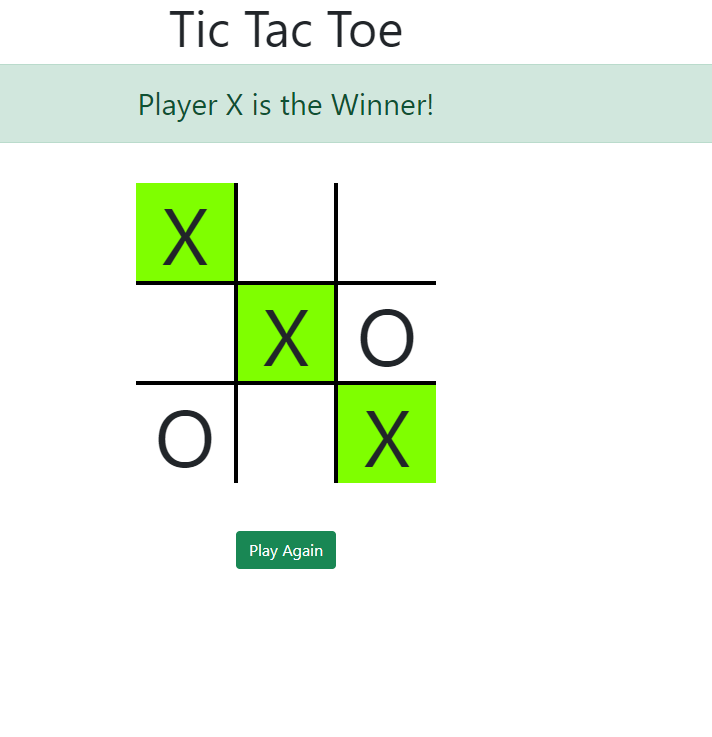 Tic Tac Toe
Player X is the Winner!
X
X O
O X
Play Again